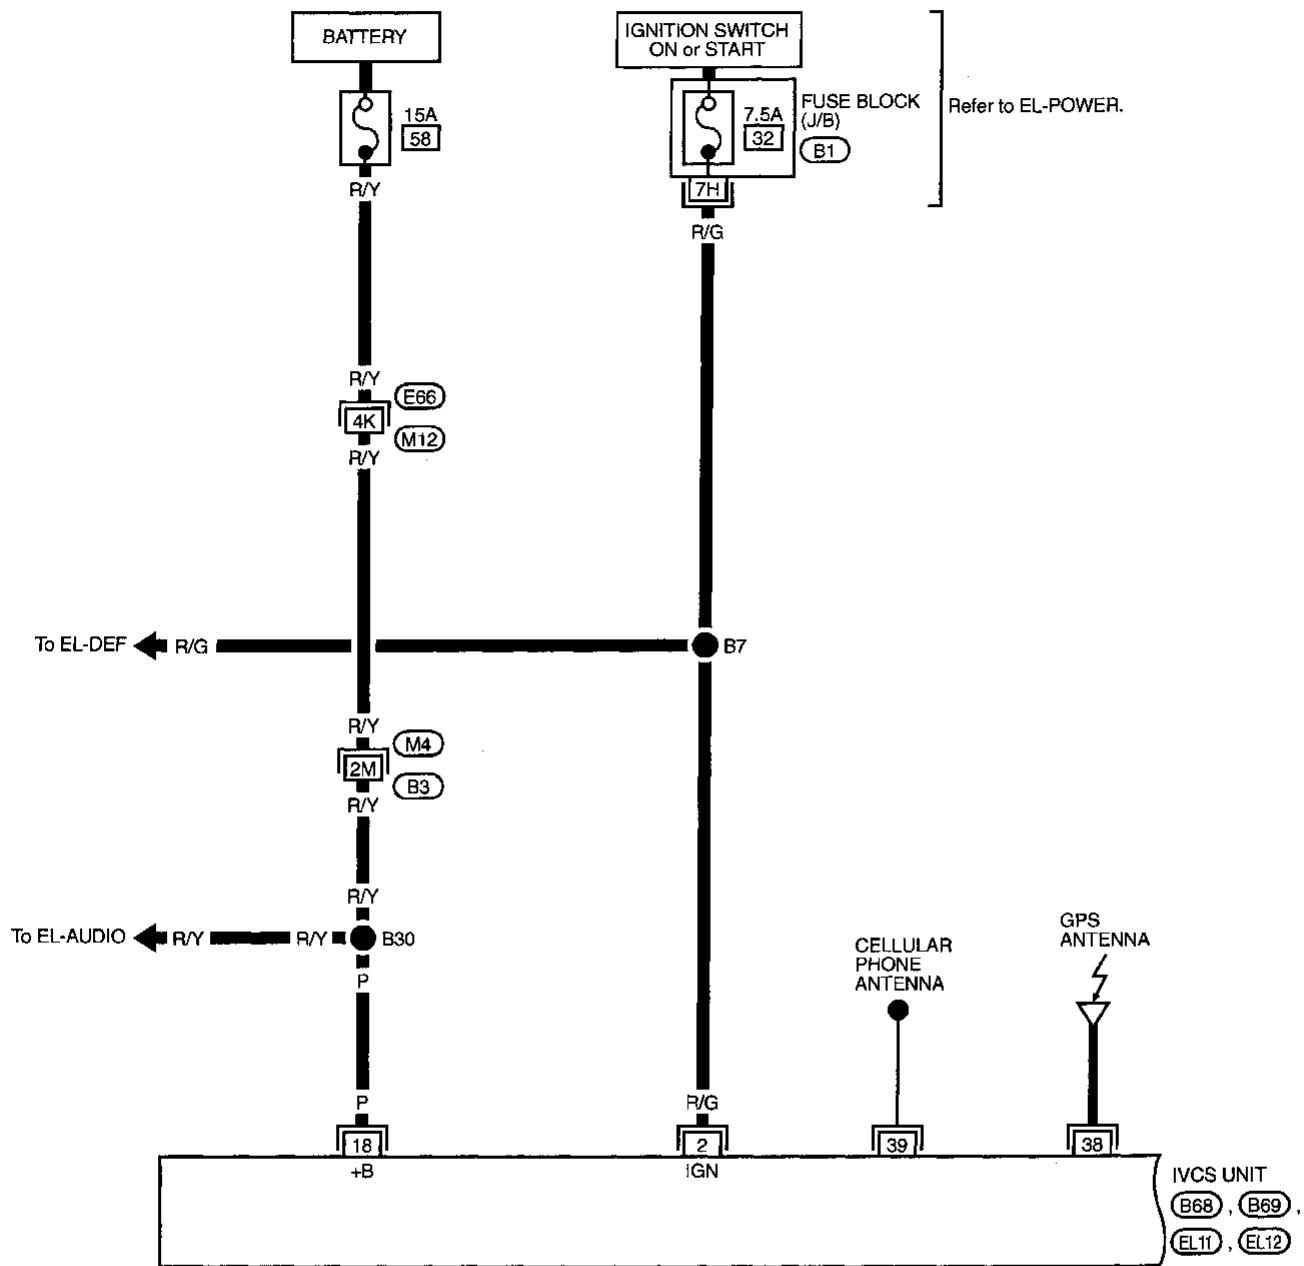 BATTERY
IGNITION SWITCH
ON or START
15A
58
7.5A
32
FUSE BLOCK
(J/B)
B1
Refer to EL-POWER.
R/Y
7H
R/G
R/Y
E66
4K
M12
R/Y
To EL-DEF
R/G
B7
R/Y
M4
2M
B3
R/Y
R/Y
To EL-AUDIO
R/Y
R/Y
B30
P
CELLULAR
PHONE
ANTENNA
GPS
ANTENNA
P
R/G
18
2
39
38
+B
IGN
IVCS UNIT
B68 , B69 ,
EL11 , EL12